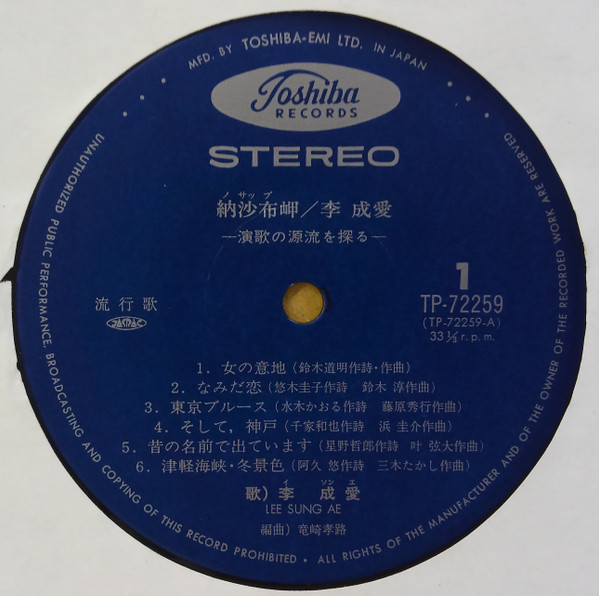 MFD. BY TOSHIBA-EMI LTD. IN JAPAN
Toshiba
RECORDS
STEREO
ノサップ
納沙布岬／李 成愛
―演歌の源流を探る―
流行歌
JASRAC
1
TP-72259
(TP-72259-A)
33⅓ r.p.m.
1. 女の意地（鈴木道明作詩・作曲）
2. なみだ恋（悠木圭子作詩 鈴木 淳作曲）
3. 東京ブルース（水木かおる作詩 藤原秀行作曲）
4. そして，神戸（千家和也作詩 浜 圭介作曲）
5. 昔の名前で出ています（星野哲郎作詩 叶 弦大作曲）
6. 津軽海峡・冬景色（阿久 悠作詩 三木たかし作曲）
イ ソン エ
歌）李 成愛
LEE SUNG AE
編曲）竜崎孝路
UNAUTHORIZED PUBLIC PERFORMANCE, BROADCASTING AND COPYING OF THIS RECORD PROHIBITED • ALL RIGHTS OF THE MANUFACTURER AND OF THE OWNER OF THE RECORDED WORK ARE RESERVED